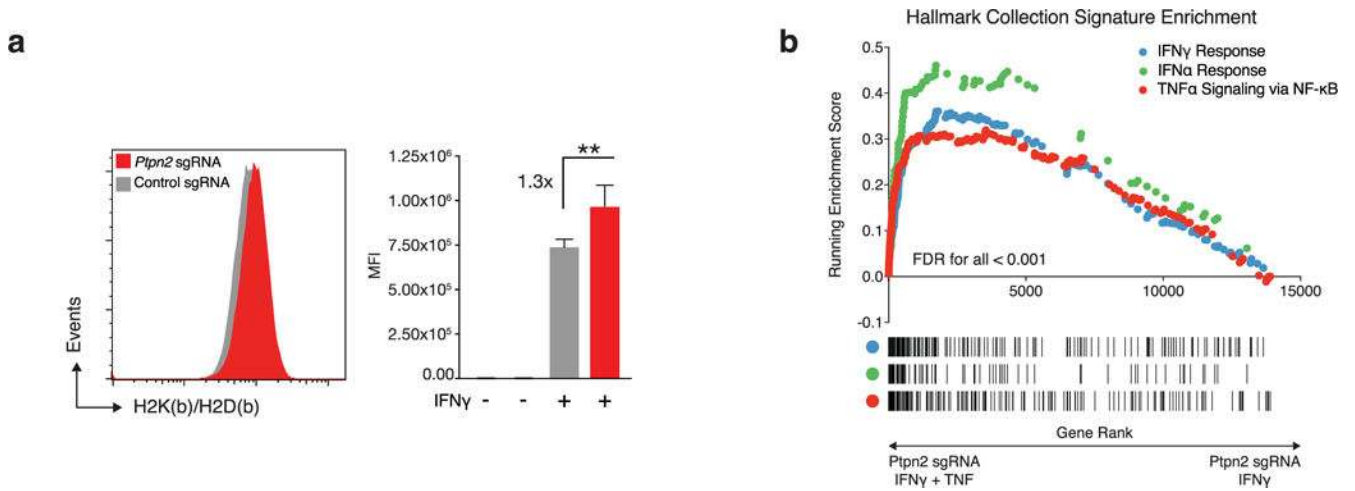 a
Ptpn2 sgRNA
Control sgRNA
Events
H2K(b)/H2D(b)
1.25x10⁶
1.00x10⁶
7.50x10⁵
5.00x10⁵
2.50x10⁵
0.00
MFI
1.3x
**
IFNγ - - + +
b
Hallmark Collection Signature Enrichment
IFNγ Response
IFNα Response
TNFα Signaling via NF-κB
Running Enrichment Score
0.5
0.4
0.3
0.2
0.1
0.0
-0.1
FDR for all < 0.001
5000 10000 15000
Gene Rank
Ptpn2 sgRNA
IFNγ + TNF
Ptpn2 sgRNA
IFNγ